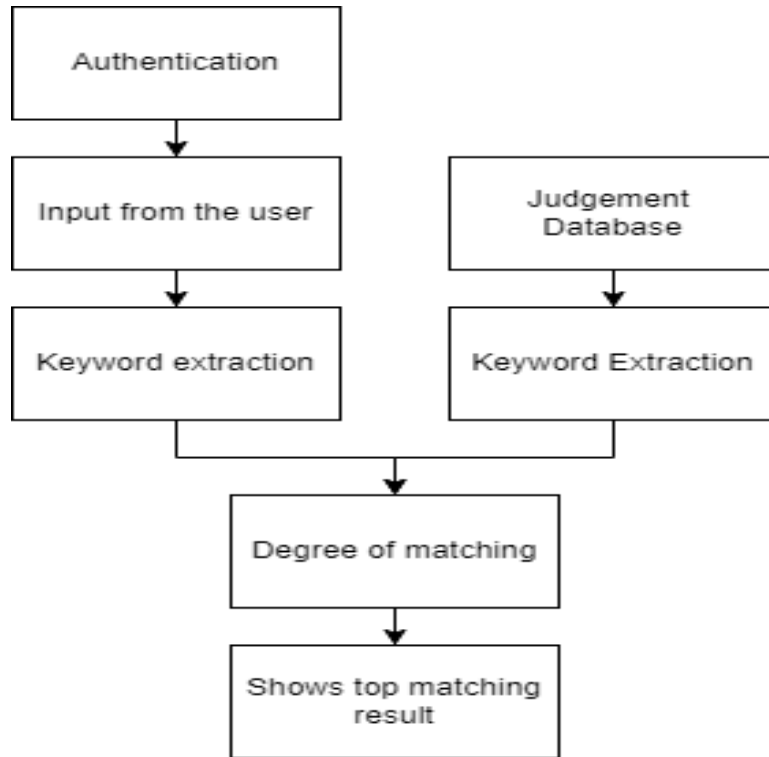 Authentication
Input from the user
Judgement
Database
Keyword extraction
Keyword Extraction
Degree of matching
Shows top matching
result